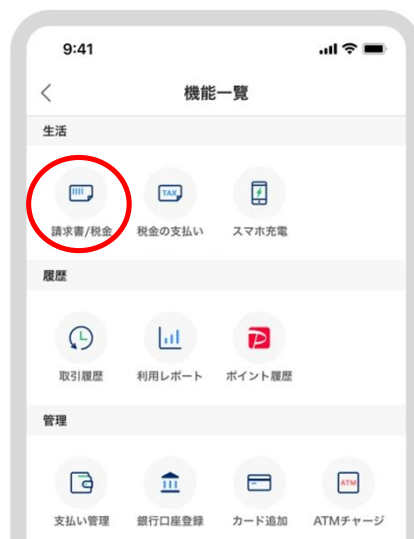 9:41
機能一覧
生活
請求書/税金 税金の支払い スマホ充電
TAX
履歴
取引履歴 利用レポート ポイント履歴
管理
ATM
支払い管理 銀行口座登録 カード追加 ATMチャージ